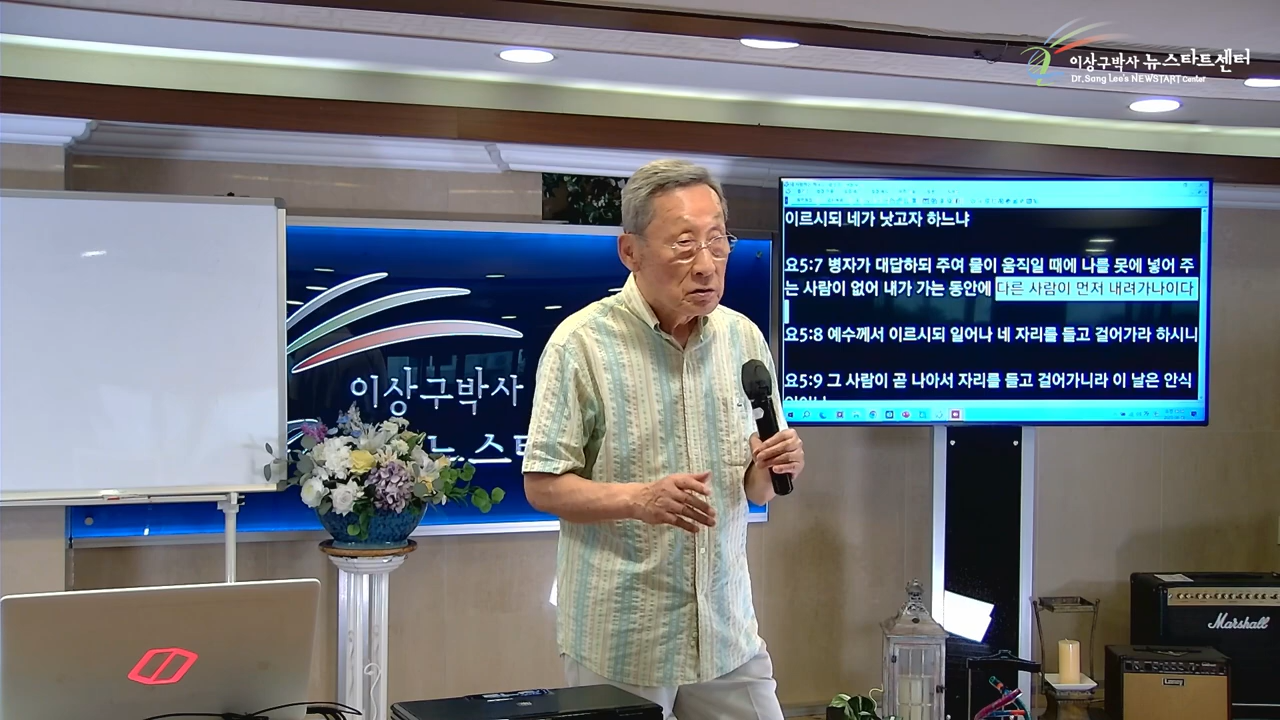 이상구박사 뉴스타트센터
Dr. Sang Lee's NEWSTART Center
이르시되 네가 낫고자 하느냐
요5:7 병자가 대답하되 주여 물이 움직일 때에 나를 못에 넣어 주
는 사람이 없어 내가 가는 동안에 다른 사람이 먼저 내려가나이다
요5:8 예수께서 이르시되 일어나 네 자리를 들고 걸어가라 하시니
요5:9 그 사람이 곧 나아서 자리를 들고 걸어가니라 이 날은 안식
이상구박사
뉴스타
Marshall
Laney